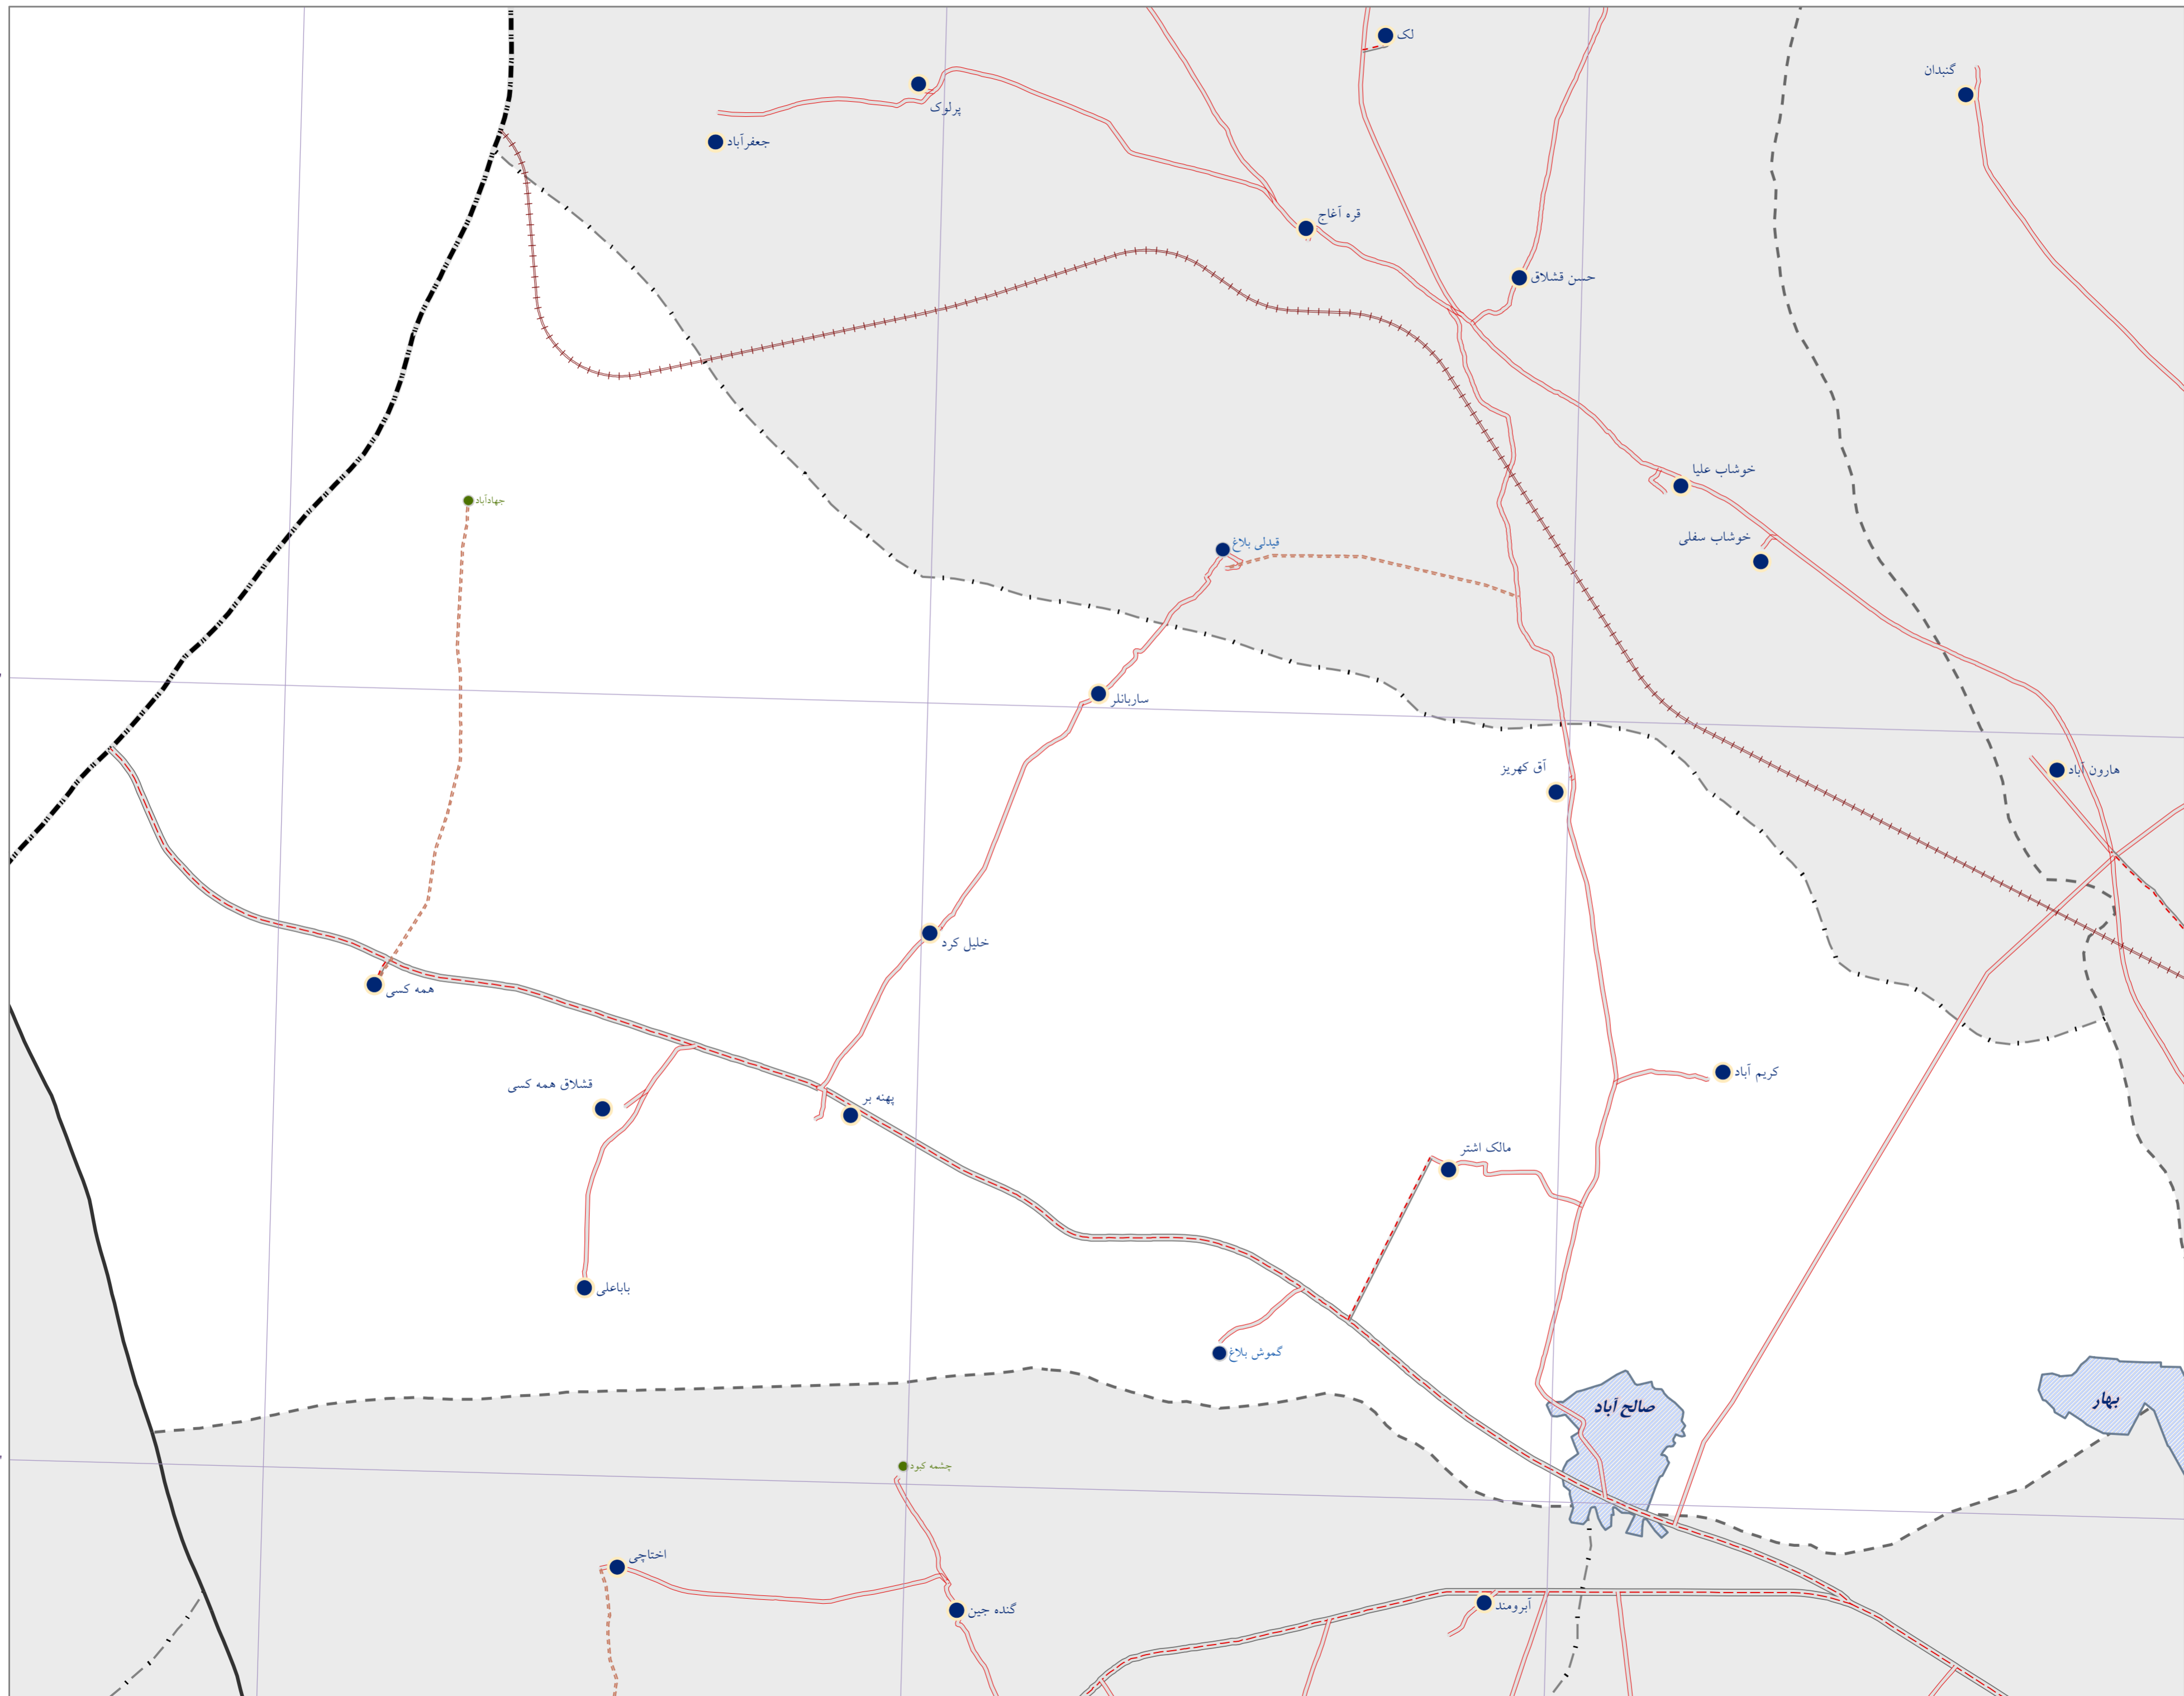 لک
گنبدان
پرلوک
جعفرآباد
قره آغاج
حسن قشلاق
خوشاب علیا
جهادآباد
خوشاب سفلی
قیدلی بلاغ
ساربانلر
آق کهریز
هارون آباد
خلیل کرد
همه کسی
کریم آباد
قشلاق همه کسی
پهنه بر
مالک اشتر
باباعلی
گموش بلاغ
صالح آباد
بهار
چشمه کبود
اختاچی
آبرومند
گنده جین